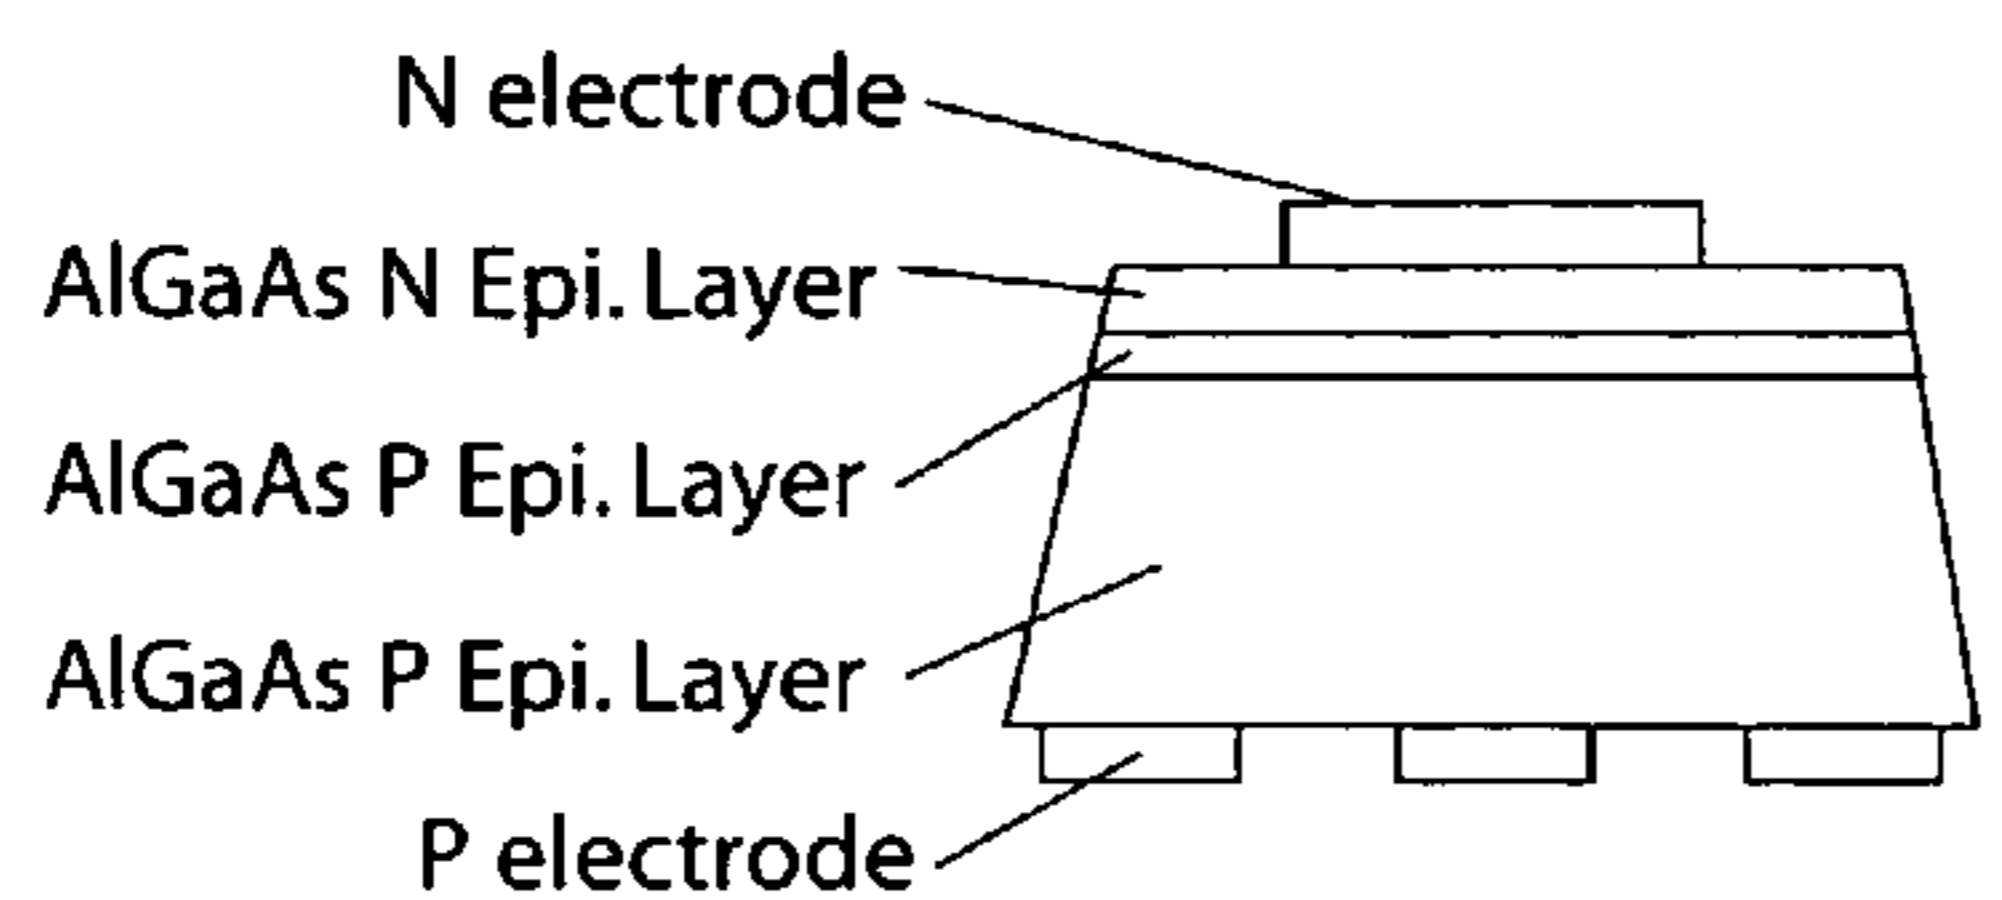 N electrode
AlGaAs N Epi. Layer
AlGaAs P Epi. Layer
AlGaAs P Epi. Layer
P electrode